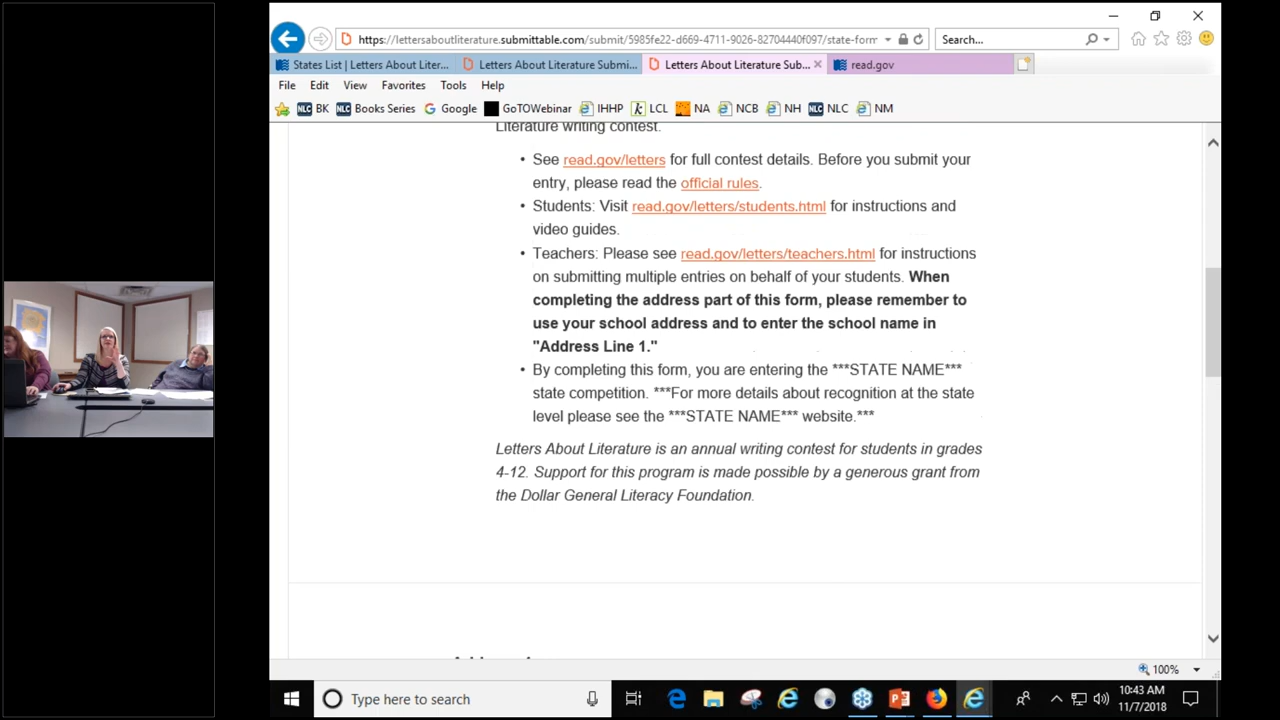 https://lettersaboutliterature.submittable.com/submit/5985fe22-d669-4711-9026-82704440f097/state-form
Search...
States List | Letters About Liter...
Letters About Literature Submi...
Letters About Literature Sub...
read.gov
File Edit View Favorites Tools Help
NLC BK NLC Books Series G Google GoTOWebinar IHHP k LCL NA NCB NH NLC NLC NM
Literature writing contest.
• See read.gov/letters for full contest details. Before you submit your
entry, please read the official rules.
• Students: Visit read.gov/letters/students.html for instructions and
video guides.
• Teachers: Please see read.gov/letters/teachers.html for instructions
on submitting multiple entries on behalf of your students. When
completing the address part of this form, please remember to
use your school address and to enter the school name in
"Address Line 1."
• By completing this form, you are entering the ***STATE NAME***
state competition. ***For more details about recognition at the state
level please see the ***STATE NAME*** website.***
Letters About Literature is an annual writing contest for students in grades
4-12. Support for this program is made possible by a generous grant from
the Dollar General Literacy Foundation.
100%
Type here to search
10:43 AM
11/7/2018